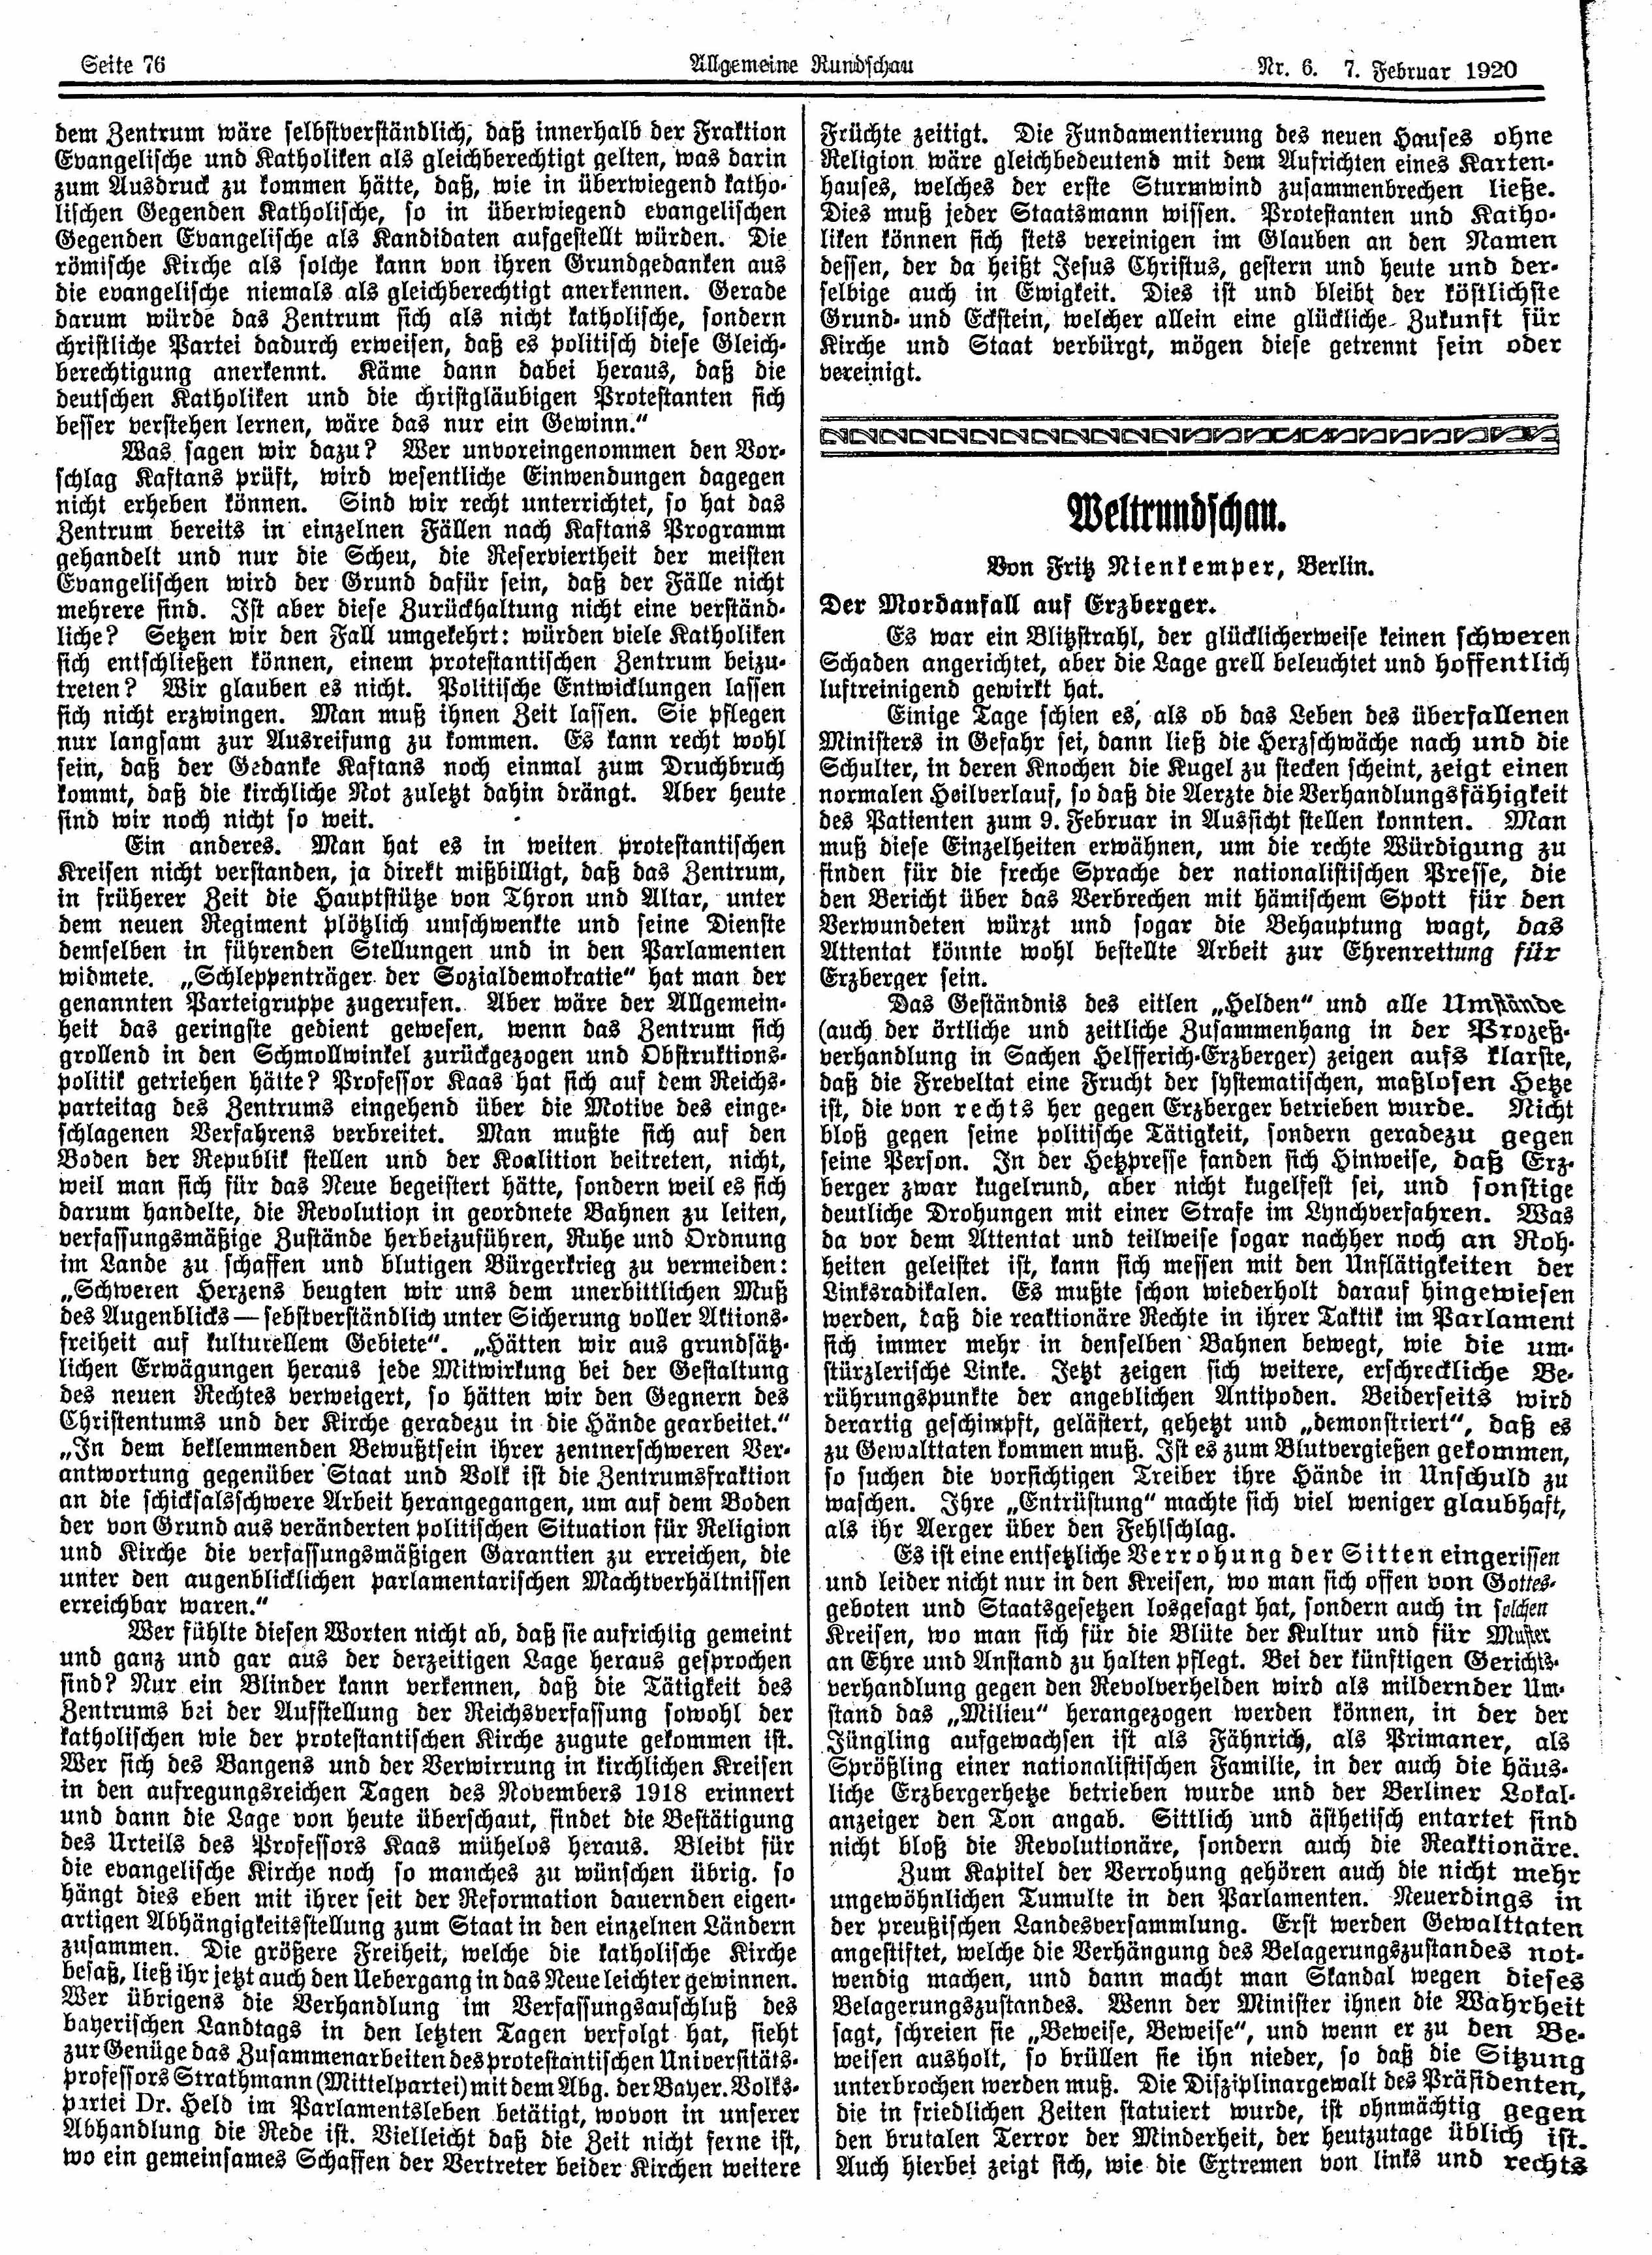 Seite 76
Allgemeine Rundschau
Nr. 6. 7. Februar 1920
dem Zentrum wäre selbstverständlich, daß innerhalb der Fraktion
Evangelische und Katholiken als gleichberechtigt gelten, was darin
zum Ausdruck zu kommen hätte, daß, wie in überwiegend katho-
lischen Gegenden Katholische, so in überwiegend evangelischen
Gegenden Evangelische als Kandidaten aufgestellt würden. Die
römische Kirche als solche kann von ihren Grundgedanken aus
die evangelische niemals als gleichberechtigt anerkennen. Gerade
darum würde das Zentrum sich als nicht katholische, sondern
christliche Partei dadurch erweisen, daß es politisch diese Gleich-
berechtigung anerkennt. Käme dann dabei heraus, daß die
deutschen Katholiken und die christgläubigen Protestanten sich
besser verstehen lernen, wäre das nur ein Gewinn.“
Was sagen wir dazu? Wer unvoreingenommen den Vor-
schlag Kaftans prüft, wird wesentliche Einwendungen dagegen
nicht erheben können. Sind wir recht unterrichtet, so hat das
Zentrum bereits in einzelnen Fällen nach Kaftans Programm
gehandelt und nur die Scheu, die Reserviertheit der meisten
Evangelischen wird der Grund dafür sein, daß der Fälle nicht
mehrere sind. Ist aber diese Zurückhaltung nicht eine verständ-
liche? Setzen wir den Fall umgekehrt: würden viele Katholiken
sich entschließen können, einem protestantischen Zentrum beizu-
treten? Wir glauben es nicht. Politische Entwicklungen lassen
sich nicht erzwingen. Man muß ihnen Zeit lassen. Sie pflegen
nur langsam zur Ausreifung zu kommen. Es kann recht wohl
sein, daß der Gedanke Kaftans noch einmal zum Druchbruch
kommt, daß die kirchliche Not zuletzt dahin drängt. Aber heute
sind wir noch nicht so weit.
Ein anderes. Man hat es in weiten protestantischen
Kreisen nicht verstanden, ja direkt mißbilligt, daß das Zentrum,
in früherer Zeit die Hauptstütze von Thron und Altar, unter
dem neuen Regiment plötzlich umschwenkte und seine Dienste
demselben in führenden Stellungen und in den Parlamenten
widmete. „Schleppenträger der Sozialdemokratie“ hat man der
genannten Parteigruppe zugerufen. Aber wäre der Allgemein-
heit das geringste gedient gewesen, wenn das Zentrum sich
grollend in den Schmollwinkel zurückgezogen und Obstruktions-
politik getriehen hätte? Professor Kaas hat sich auf dem Reichs-
parteitag des Zentrums eingehend über die Motive des einge-
schlagenen Verfahrens verbreitet. Man mußte sich auf den
Boden der Republik stellen und der Koalition beitreten, nicht,
weil man sich für das Neue begeistert hätte, sondern weil es sich
darum handelte, die Revolution in geordnete Bahnen zu leiten,
verfassungsmäßige Zustände herbeizuführen, Ruhe und Ordnung
im Lande zu schaffen und blutigen Bürgerkrieg zu vermeiden:
„Schweren Herzens beugten wir uns dem unerbittlichen Muß
des Augenblicks — sebstverständlich unter Sicherung voller Aktions-
freiheit auf kulturellem Gebiete“. „Hätten wir aus grundsätz-
lichen Erwägungen heraus jede Mitwirkung bei der Gestaltung
des neuen Rechtes verweigert, so hätten wir den Gegnern des
Christentums und der Kirche geradezu in die Hände gearbeitet.“
„In dem beklemmenden Bewußtsein ihrer zentnerschweren Ver-
antwortung gegenüber Staat und Volk ist die Zentrumsfraktion
an die schicksalsschwere Arbeit herangegangen, um auf dem Boden
der von Grund aus veränderten politischen Situation für Religion
und Kirche die verfassungsmäßigen Garantien zu erreichen, die
unter den augenblicklichen parlamentarischen Machtverhältnissen
erreichbar waren.“
Wer fühlte diesen Worten nicht ab, daß sie aufrichtig gemeint
und ganz und gar aus der derzeitigen Lage heraus gesprochen
sind? Nur ein Blinder kann verkennen, daß die Tätigkeit des
Zentrums bei der Aufstellung der Reichsverfassung sowohl der
katholischen wie der protestantischen Kirche zugute gekommen ist.
Wer sich des Bangens und der Verwirrung in kirchlichen Kreisen
in den aufregungsreichen Tagen des Novembers 1918 erinnert
und dann die Lage von heute überschaut, findet die Bestätigung
des Urteils des Professors Kaas mühelos heraus. Bleibt für
die evangelische Kirche noch so manches zu wünschen übrig, so
hängt dies eben mit ihrer seit der Reformation dauernden eigen-
artigen Abhängigkeitsstellung zum Staat in den einzelnen Ländern
zusammen. Die größere Freiheit, welche die katholische Kirche
besaß, ließ ihr jetzt auch den Uebergang in das Neue leichter gewinnen.
Wer übrigens die Verhandlung im Verfassungsauschluß des
bayerischen Landtags in den letzten Tagen verfolgt hat, sieht
zur Genüge das Zusammenarbeiten des protestantischen Universitäts-
professors Strathmann (Mittelpartei) mit dem Abg. der Bayer. Volks-
partei Dr. Held im Parlamentsleben betätigt, wovon in unserer
Abhandlung die Rede ist. Vielleicht daß die Zeit nicht ferne ist,
wo ein gemeinsames Schaffen der Vertreter beider Kirchen weitere
Früchte zeitigt. Die Fundamentierung des neuen Hauses ohne
Religion wäre gleichbedeutend mit dem Aufrichten eines Karten-
hauses, welches der erste Sturmwind zusammenbrechen ließe.
Dies muß jeder Staatsmann wissen. Protestanten und Katho-
liken können sich stets vereinigen im Glauben an den Namen
dessen, der da heißt Jesus Christus, gestern und heute und der-
selbige auch in Ewigkeit. Dies ist und bleibt der köstlichste
Grund- und Eckstein, welcher allein eine glückliche Zukunft für
Kirche und Staat verbürgt, mögen diese getrennt sein oder
vereinigt.
Weltrundschau.
Von Fritz Nienkemper, Berlin.
Der Mordanfall auf Erzberger.
Es war ein Blitzstrahl, der glücklicherweise keinen schweren
Schaden angerichtet, aber die Lage grell beleuchtet und hoffentlich
luftreinigend gewirkt hat.
Einige Tage schien es, als ob das Leben des überfallenen
Ministers in Gefahr sei, dann ließ die Herzschwäche nach und die
Schulter, in deren Knochen die Kugel zu stecken scheint, zeigt einen
normalen Heilverlauf, so daß die Aerzte die Verhandlungsfähigkeit
des Patienten zum 9. Februar in Aussicht stellen konnten. Man
muß diese Einzelheiten erwähnen, um die rechte Würdigung zu
finden für die freche Sprache der nationalistischen Presse, die
den Bericht über das Verbrechen mit hämischem Spott für den
Verwundeten würzt und sogar die Behauptung wagt, das
Attentat könnte wohl bestellte Arbeit zur Ehrenrettung für
Erzberger sein.
Das Geständnis des eitlen „Helden“ und alle Umstände
(auch der örtliche und zeitliche Zusammenhang in der Prozeß-
verhandlung in Sachen Helfferich-Erzberger) zeigen aufs klarste,
daß die Freveltat eine Frucht der systematischen, maßlosen Hetze
ist, die von rechts her gegen Erzberger betrieben wurde. Nicht
bloß gegen seine politische Tätigkeit, sondern geradezu gegen
seine Person. In der Hetzpresse fanden sich Hinweise, daß Erz-
berger zwar kugelrund, aber nicht kugelfest sei, und sonstige
deutliche Drohungen mit einer Strafe im Lynchverfahren. Was
da vor dem Attentat und teilweise sogar nachher noch an Roh-
heiten geleistet ist, kann sich messen mit den Unflätigkeiten der
Linksradikalen. Es mußte schon wiederholt darauf hingewiesen
werden, daß die reaktionäre Rechte in ihrer Taktik im Parlament
sich immer mehr in denselben Bahnen bewegt, wie die um-
stürzlerische Linke. Jetzt zeigen sich weitere, erschreckliche Be-
rührungspunkte der angeblichen Antipoden. Beiderseits wird
derartig geschimpft, gelästert, gehetzt und „demonstriert“, daß es
zu Gewalttaten kommen muß. Ist es zum Blutvergießen gekommen,
so suchen die vorsichtigen Treiber ihre Hände in Unschuld zu
waschen. Ihre „Entrüstung“ machte sich viel weniger glaubhaft,
als ihr Aerger über den Fehlschlag.
Es ist eine entsetzliche Verrohung der Sitten eingerissen
und leider nicht nur in den Kreisen, wo man sich offen von Gottes-
geboten und Staatsgesetzen losgesagt hat, sondern auch in solchen
Kreisen, wo man sich für die Blüte der Kultur und für Muster
an Ehre und Anstand zu halten pflegt. Bei der künftigen Gerichts-
verhandlung gegen den Revolverhelden wird als mildernder Um-
stand das „Milieu“ herangezogen werden können, in der der
Jüngling aufgewachsen ist als Fähnrich, als Primaner, als
Sprößling einer nationalistischen Familie, in der auch die häus-
liche Erzbergerhetze betrieben wurde und der Berliner Lokal-
anzeiger den Ton angab. Sittlich und ästhetisch entartet sind
nicht bloß die Revolutionäre, sondern auch die Reaktionäre.
Zum Kapitel der Verrohung gehören auch die nicht mehr
ungewöhnlichen Tumulte in den Parlamenten. Neuerdings in
der preußischen Landesversammlung. Erst werden Gewalttaten
angestiftet, welche die Verhängung des Belagerungszustandes not-
wendig machen, und dann macht man Skandal wegen dieses
Belagerungszustandes. Wenn der Minister ihnen die Wahrheit
sagt, schreien sie „Beweise, Beweise“, und wenn er zu den Be-
weisen ausholt, so brüllen sie ihn nieder, so daß die Sitzung
unterbrochen werden muß. Die Disziplinargewalt des Präsidenten,
die in friedlichen Zeiten statuiert wurde, ist ohnmächtig gegen
den brutalen Terror der Minderheit, der heutzutage üblich ist.
Auch hierbei zeigt sich, wie die Extremen von links und rechts